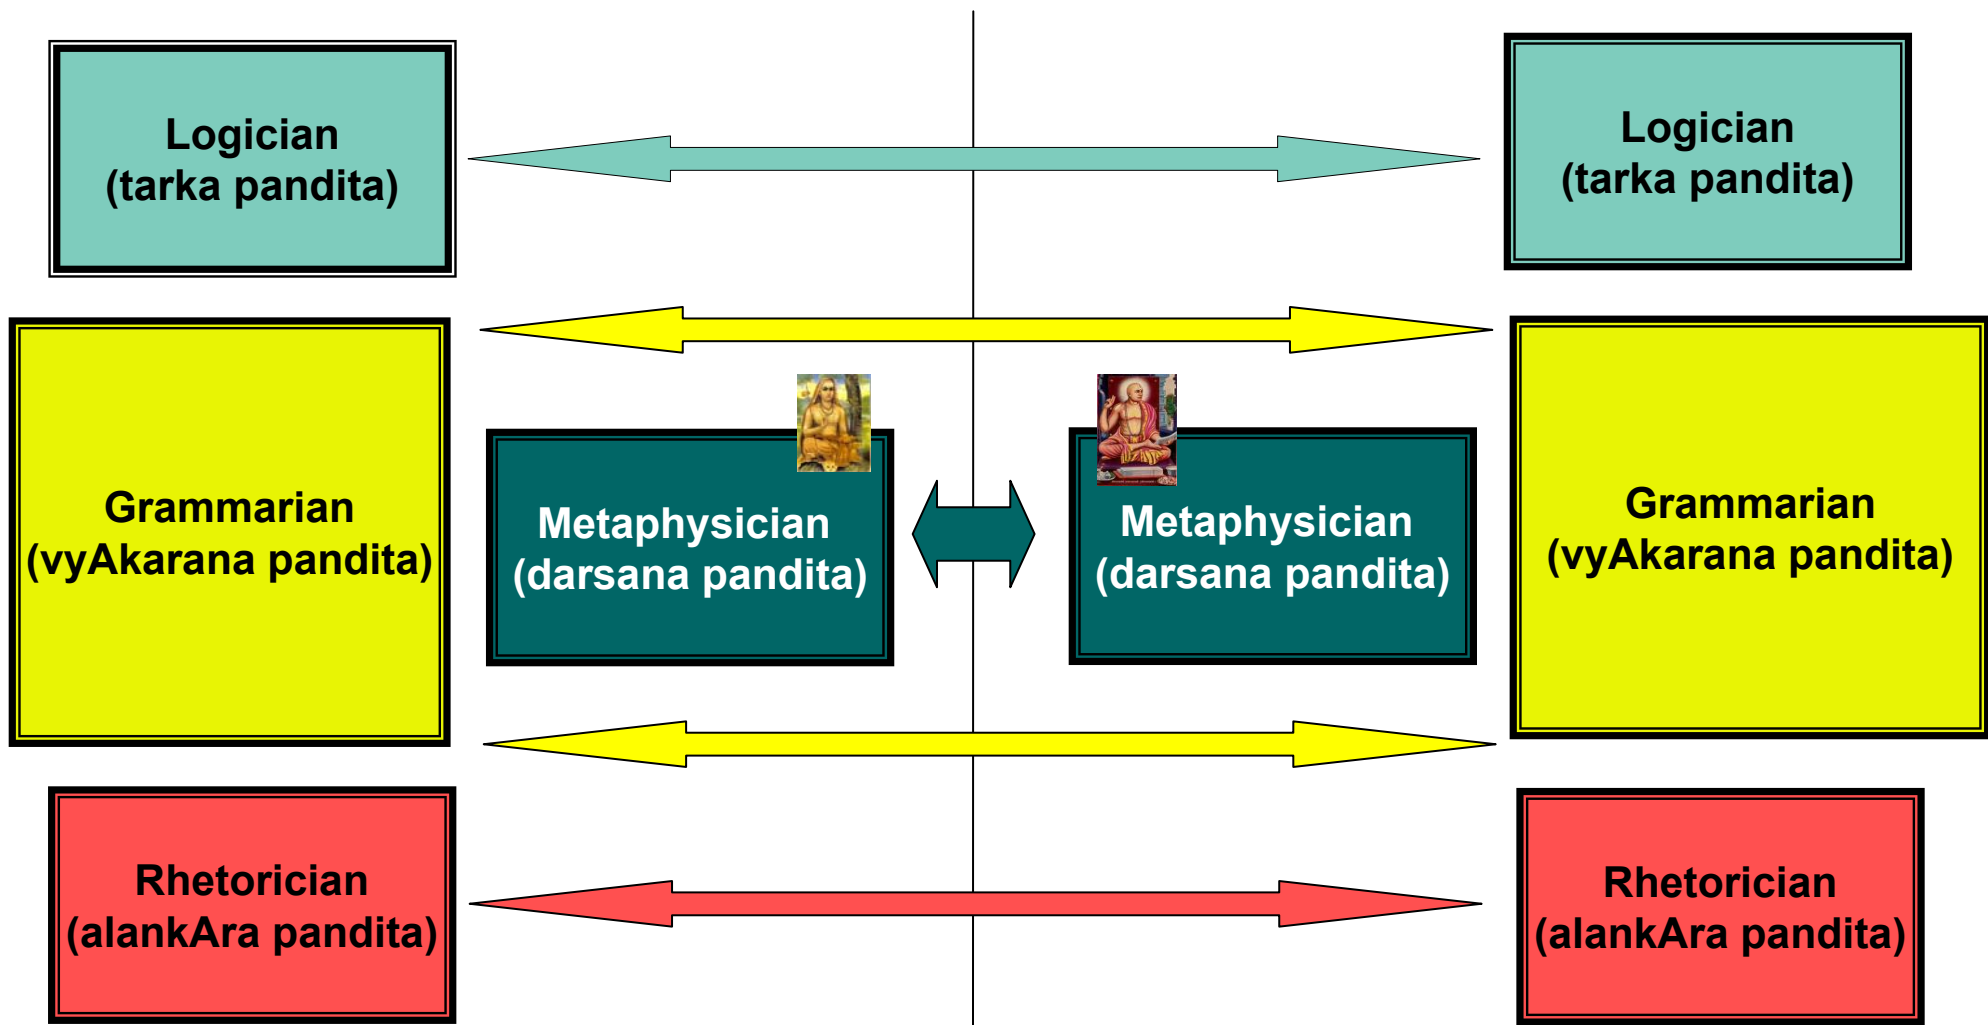 Logician
(tarka pandita)
Logician
(tarka pandita)
Grammarian
(vyAkarana pandita)
Metaphysician
(darsana pandita)
Metaphysician
(darsana pandita)
Grammarian
(vyAkarana pandita)
Rhetorician
(alankAra pandita)
Rhetorician
(alankAra pandita)